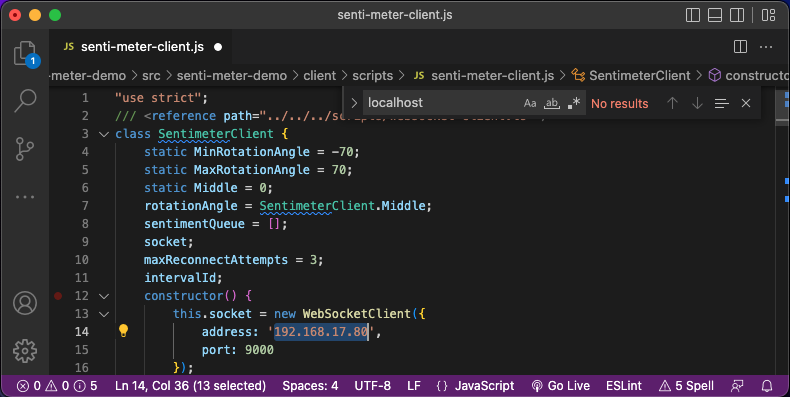 senti-meter-client.js
JS senti-meter-client.js
1
-meter-demo > src > senti-meter-demo > client > scripts > JS senti-meter-client.js > SentimeterClient > constructo
localhost
Aa ab .* No results
1 "use strict";
2 /// <reference path="../../../
3 class SentimeterClient {
4 static MinRotationAngle = -70;
5 static MaxRotationAngle = 70;
6 static Middle = 0;
7 rotationAngle = SentimeterClient.Middle;
8 sentimentQueue = [];
9 socket;
10 maxReconnectAttempts = 3;
11 intervalId;
12 constructor() {
13 this.socket = new WebSocketClient({
14 address: '192.168.17.80',
15 port: 9000
16 });
0 0 5 Ln 14, Col 36 (13 selected) Spaces: 4 UTF-8 LF {} JavaScript Go Live ESLint 5 Spell